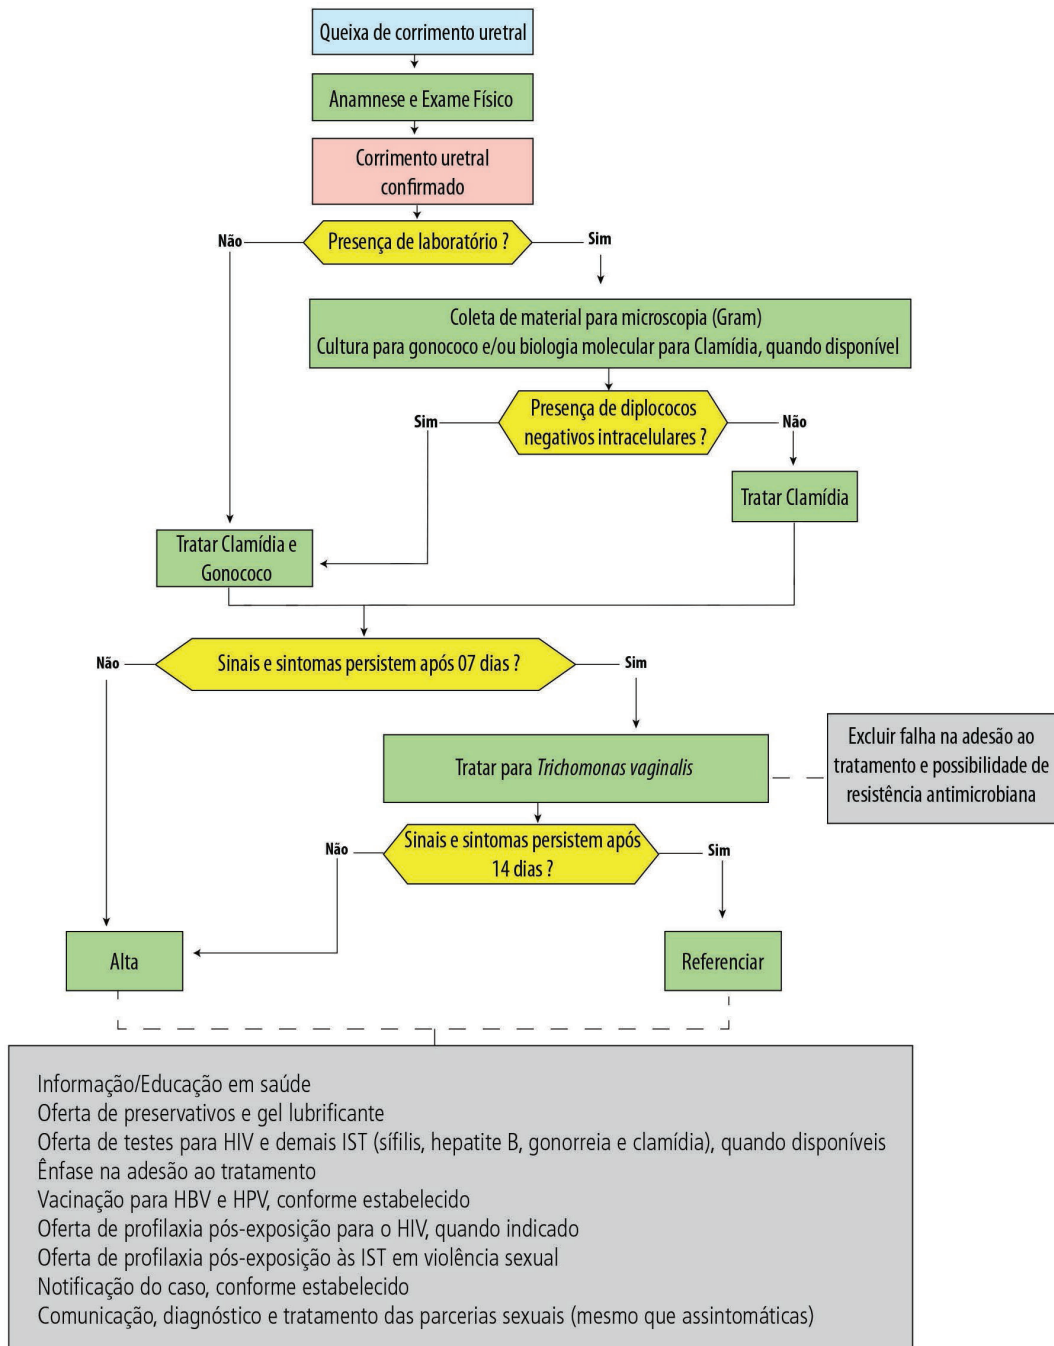 Queixa de corrimento uretral
Anamnese e Exame Físico
Corrimento uretral
confirmado
Não
Presença de laboratório ?
Sim
Coleta de material para microscopia (Gram)
Cultura para gonococo e/ou biologia molecular para Clamídia, quando disponível
Sim
Presença de diplococos
negativos intracelulares ?
Não
Tratar Clamídia
Tratar Clamídia e
Gonococo
Não
Sinais e sintomas persistem após 07 dias ?
Sim
Tratar para Trichomonas vaginalis
Excluir falha na adesão ao
tratamento e possibilidade de
resistência antimicrobiana
Não
Sinais e sintomas persistem após
14 dias ?
Sim
Alta
Referenciar
Informação/Educação em saúde
Oferta de preservativos e gel lubrificante
Oferta de testes para HIV e demais IST (sífilis, hepatite B, gonorreia e clamídia), quando disponíveis
Ênfase na adesão ao tratamento
Vacinação para HBV e HPV, conforme estabelecido
Oferta de profilaxia pós-exposição para o HIV, quando indicado
Oferta de profilaxia pós-exposição às IST em violência sexual
Notificação do caso, conforme estabelecido
Comunicação, diagnóstico e tratamento das parcerias sexuais (mesmo que assintomáticas)